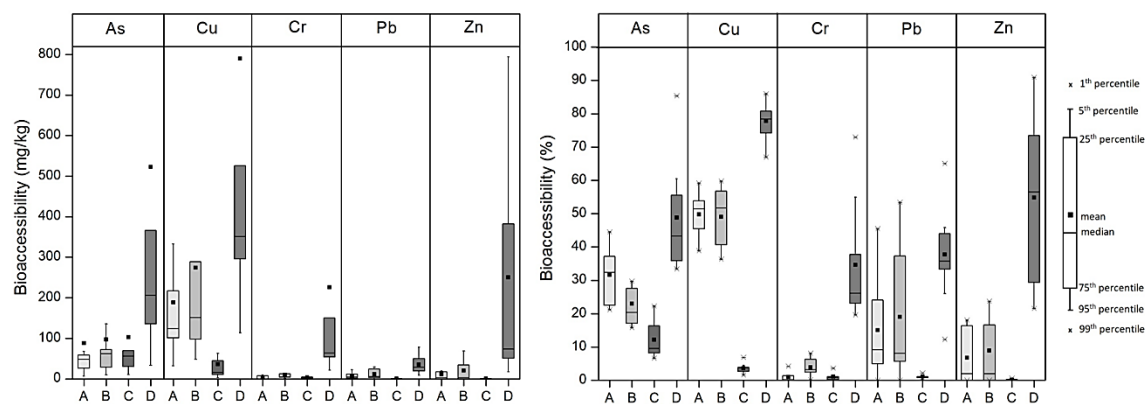 As Cu Cr Pb Zn
800
700
600
500
400
300
200
100
0
Bioaccessibility (mg/kg)
A B C D A B C D A B C D A B C D A B C D
As Cu Cr Pb Zn
100
90
80
70
60
50
40
30
20
10
0
Bioaccessibility (%)
A B C D A B C D A B C D A B C D A B C D
1th percentile
5th percentile
25th percentile
mean
median
75th percentile
95th percentile
99th percentile